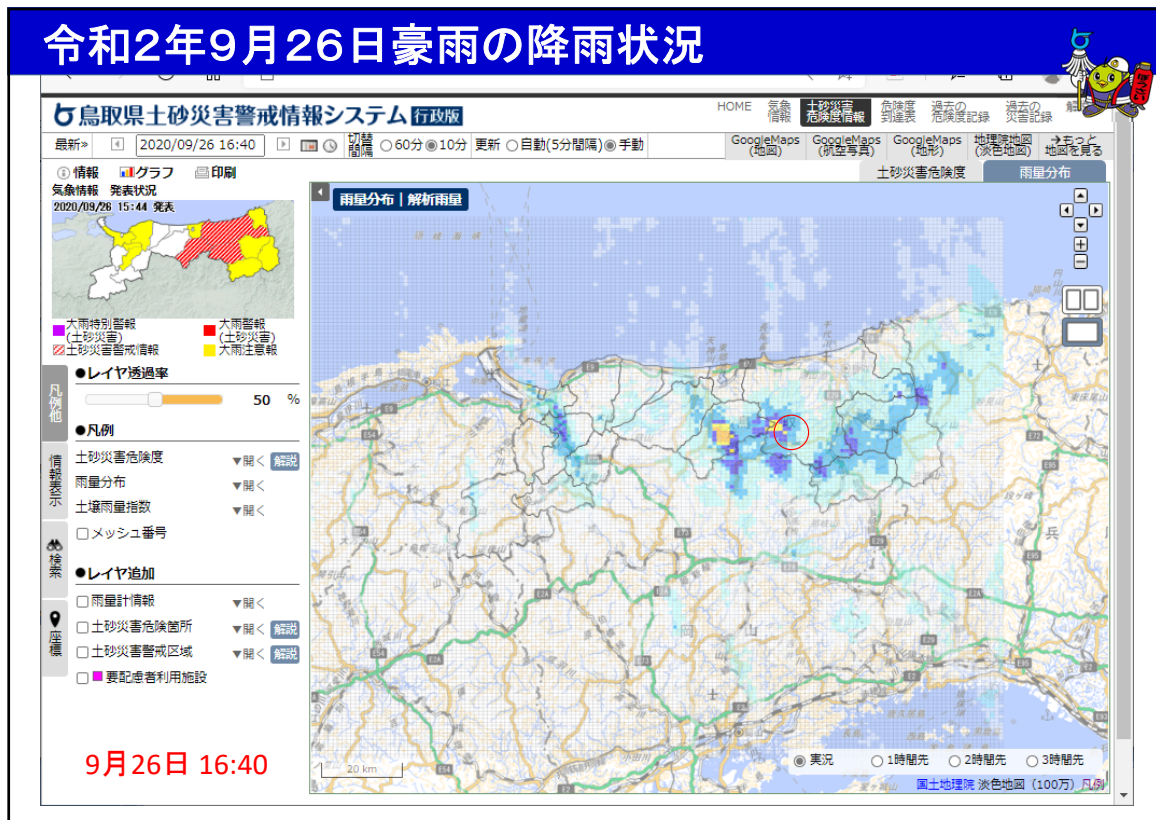 令和2年9月26日豪雨の降雨状況
鳥取県土砂災害警戒情報システム 行政版
HOME 気象情報 土砂災害危険度情報 危険度到達表 過去の危険度記録 過去の災害記録
最新» 2020/09/26 16:40 切替間隔 60分 10分 更新 自動(5分間隔) 手動
GoogleMaps(地図) GoogleMaps(航空写真) GoogleMaps(地形) 地理院地図(淡色地図) →もっと地図を見る
情報 グラフ 印刷
土砂災害危険度 雨量分布
気象情報 発表状況
2020/09/26 15:44 発表
雨量分布 | 解析雨量
大雨特別警報(土砂災害) 大雨警報(土砂災害)
土砂災害警戒情報 大雨注意報
●レイヤ透過率
50 %
凡例他
●凡例
土砂災害危険度 ▼開く 解説
雨量分布 ▼開く
土壌雨量指数 ▼開く
メッシュ番号
情報表示
検索
座標
●レイヤ追加
雨量計情報 ▼開く
土砂災害危険箇所 ▼開く 解説
土砂災害警戒区域 ▼開く 解説
要配慮者利用施設
9月26日 16:40
岡 山
兵
E9
E54
E72
E95
E73
E29
E2A
E2
20 km
実況 1時間先 2時間先 3時間先
国土地理院 淡色地図(100万) 凡例